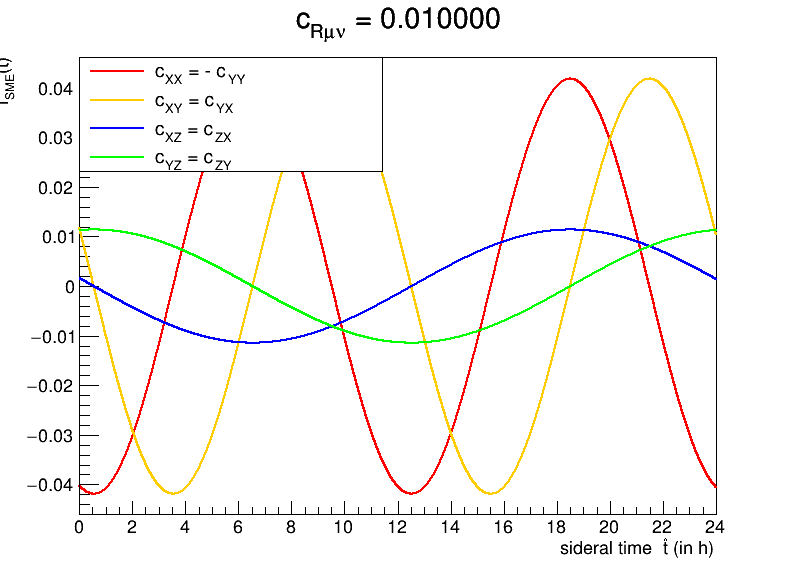 c_Rμν = 0.010000
SME(t)
c_XX = - c_YY
c_XY = c_YX
c_XZ = c_ZX
c_YZ = c_ZY
0.04
0.03
0.02
0.01
0
−0.01
−0.02
−0.03
−0.04
0 2 4 6 8 10 12 14 16 18 20 22 24
sideral time t̂ (in h)